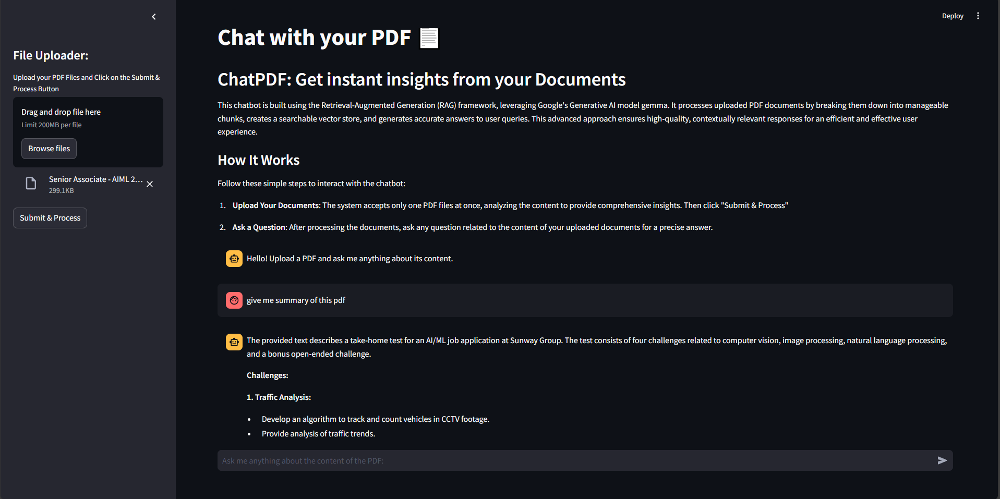 File Uploader:
Upload your PDF Files and Click on the Submit &
Process Button
Drag and drop file here
Limit 200MB per file
Browse files
Senior Associate - AIML 2...
299.1KB
Submit & Process
Deploy
Chat with your PDF
ChatPDF: Get instant insights from your Documents
This chatbot is built using the Retrieval-Augmented Generation (RAG) framework, leveraging Google's Generative AI model gemma. It processes uploaded PDF documents by breaking them down into manageable
chunks, creates a searchable vector store, and generates accurate answers to user queries. This advanced approach ensures high-quality, contextually relevant responses for an efficient and effective user
experience.
How It Works
Follow these simple steps to interact with the chatbot:
1. Upload Your Documents: The system accepts only one PDF files at once, analyzing the content to provide comprehensive insights. Then click "Submit & Process"
2. Ask a Question: After processing the documents, ask any question related to the content of your uploaded documents for a precise answer.
Hello! Upload a PDF and ask me anything about its content.
give me summary of this pdf
The provided text describes a take-home test for an AI/ML job application at Sunway Group. The test consists of four challenges related to computer vision, image processing, natural language processing,
and a bonus open-ended challenge.
Challenges:
1. Traffic Analysis:
• Develop an algorithm to track and count vehicles in CCTV footage.
• Provide analysis of traffic trends.
Ask me anything about the content of the PDF: